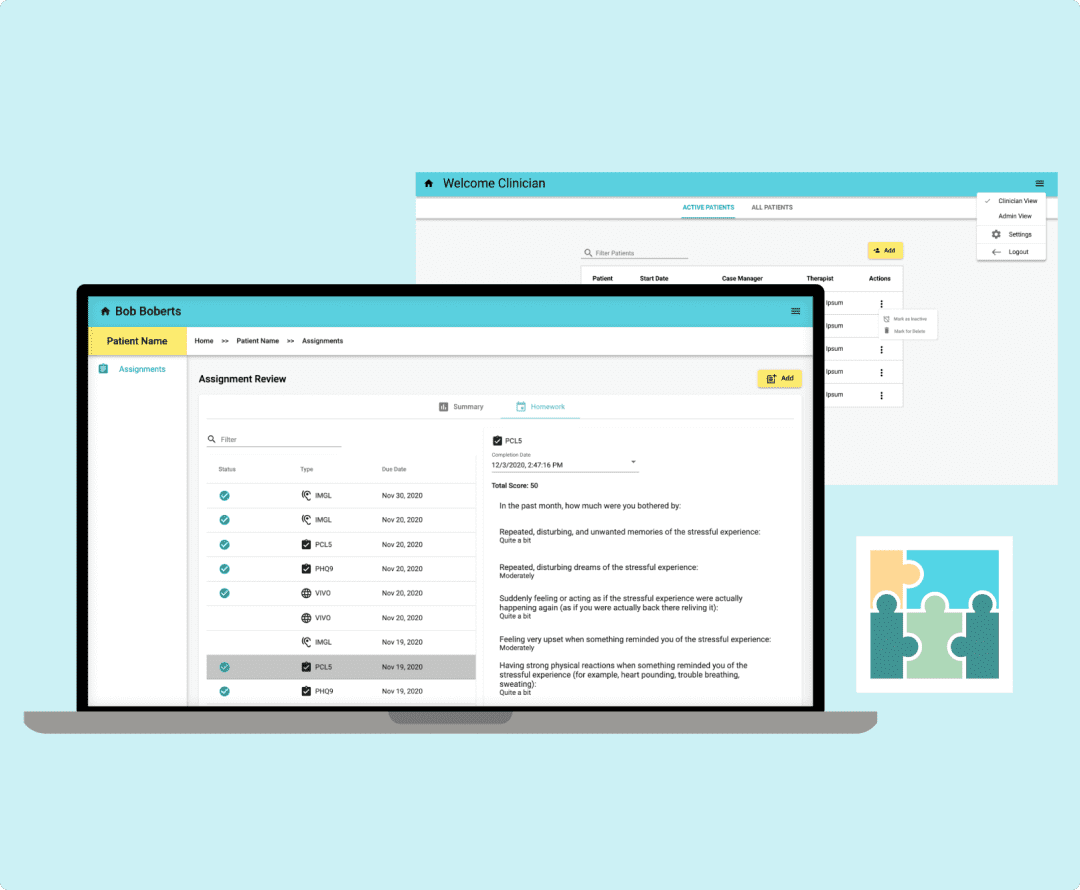 Welcome Clinician
Clinician View
Admin View
Settings
Logout
ACTIVE PATIENTS ALL PATIENTS
Filter Patients
Add
Patient Start Date Case Manager Therapist Actions
Ipsum
Mark as Inactive
Mark for Delete
Ipsum
Ipsum
Ipsum
Ipsum
Bob Boberts
Patient Name
Home >> Patient Name >> Assignments
Assignments
Assignment Review
Add
Summary Homework
Filter
Status Type Due Date
IMGL Nov 30, 2020
IMGL Nov 20, 2020
PCL5 Nov 20, 2020
PHQ9 Nov 20, 2020
VIVO Nov 20, 2020
VIVO Nov 20, 2020
IMGL Nov 19, 2020
PCL5 Nov 19, 2020
PHQ9 Nov 19, 2020
PCL5
Completion Date
12/3/2020, 2:47:16 PM
Total Score: 50
In the past month, how much were you bothered by:
Repeated, disturbing, and unwanted memories of the stressful experience:
Quite a bit
Repeated, disturbing dreams of the stressful experience:
Moderately
Suddenly feeling or acting as if the stressful experience were actually
happening again (as if you were actually back there reliving it):
Quite a bit
Feeling very upset when something reminded you of the stressful experience:
Moderately
Having strong physical reactions when something reminded you of the
stressful experience (for example, heart pounding, trouble breathing,
sweating):
Quite a bit